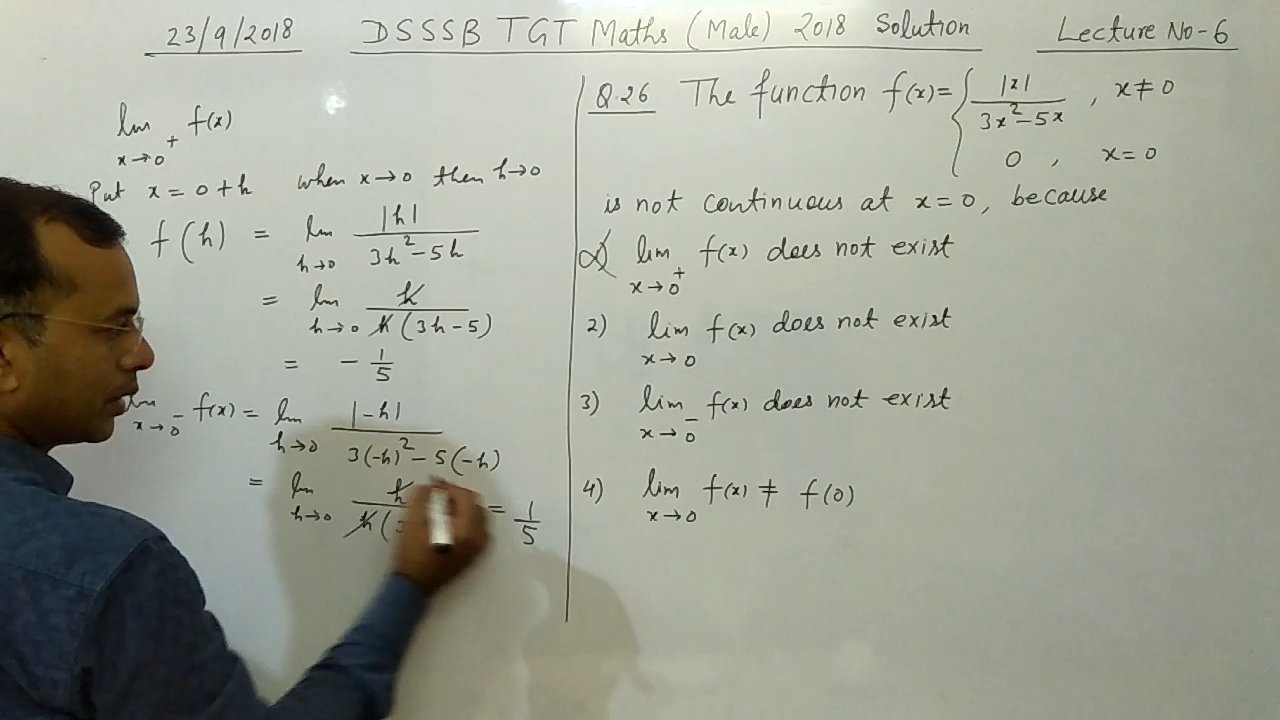 23/9/2018 DSSSB TGT Maths (Male) 2018 Solution Lecture No-6
lim f(x)
x→0⁺
Put x = 0+h when x→0 then h→0
f(h) = lim h→0 |h| / 3h²-5h
= lim h→0 h / h(3h-5)
= - 1/5
x→0⁻ f(x) = lim h→0 |-h| / 3(-h)²-5(-h)
= lim h→0 h / h( = 1/5
Q.26 The function f(x)= { |x| / 3x²-5x , x≠0
0 , x=0
is not continuous at x=0, because
lim x→0⁺ f(x) does not exist
2) lim x→0 f(x) does not exist
3) lim x→0⁻ f(x) does not exist
4) lim x→0 f(x) ≠ f(0)